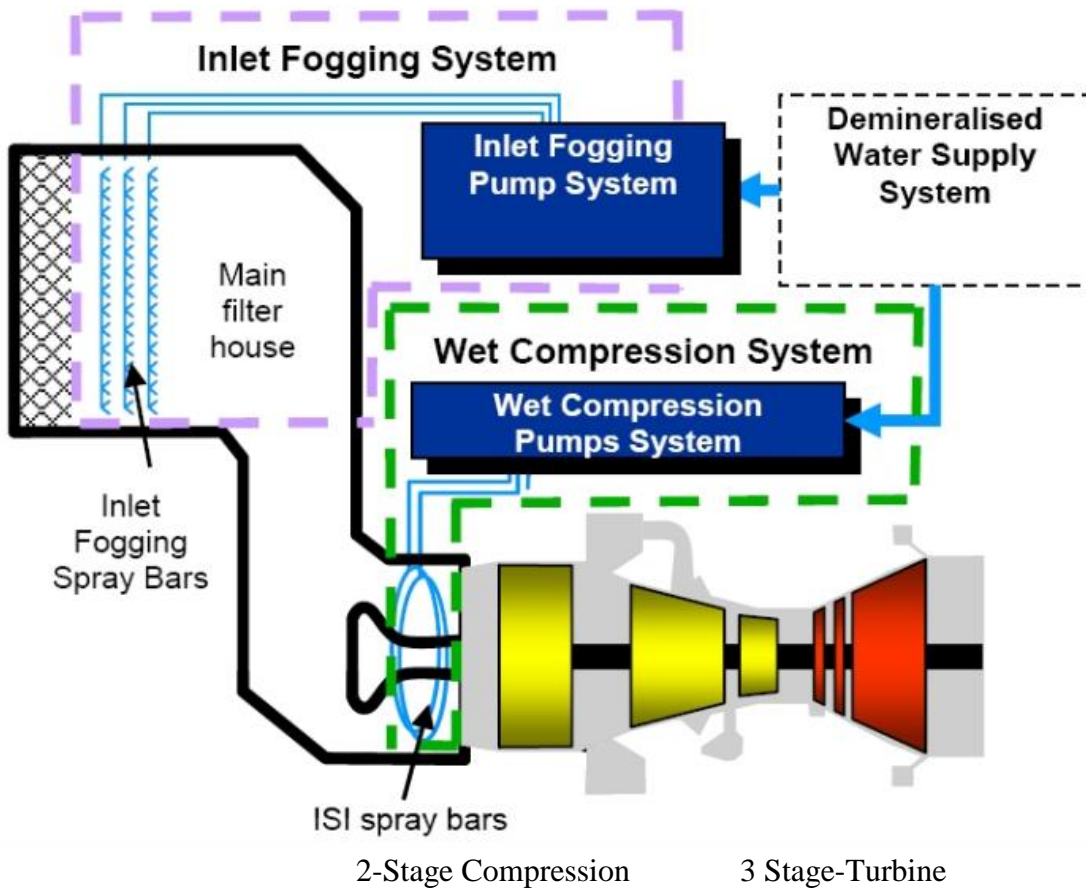 Inlet Fogging System
Inlet Fogging
Pump System
Demineralised
Water Supply
System
Main
filter
house
Wet Compression System
Wet Compression
Pumps System
Inlet
Fogging
Spray Bars
ISI spray bars
2-Stage Compression
3 Stage-Turbine